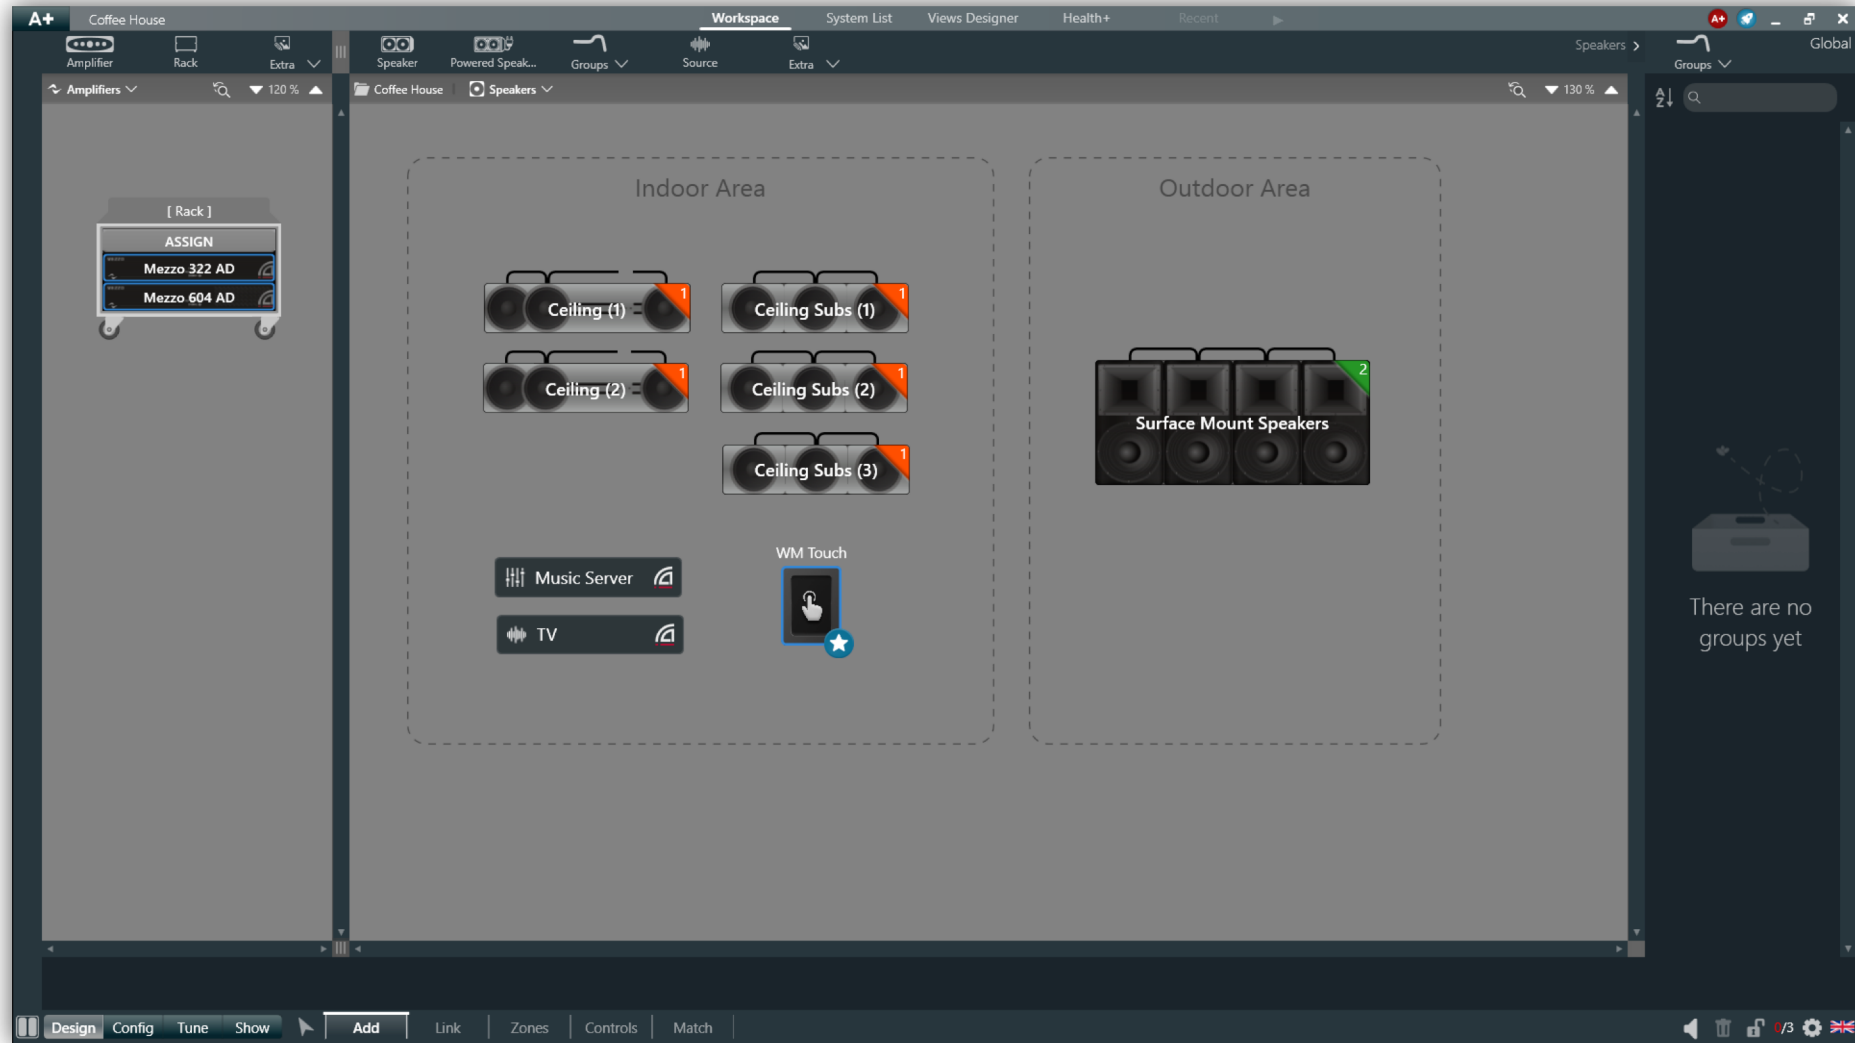 A+
Coffee House
Workspace
System List
Views Designer
Health+
Recent
A+
Amplifier
Rack
Extra
Speaker
Powered Speak...
Groups
Source
Extra
Speakers
Groups
Global
Amplifiers
120 %
Coffee House
Speakers
130 %
A
Z
Indoor Area
Outdoor Area
[ Rack ]
ASSIGN
Mezzo 322 AD
Mezzo 604 AD
Ceiling (1)
1
Ceiling Subs (1)
1
Ceiling (2)
1
Ceiling Subs (2)
1
Ceiling Subs (3)
1
2
Surface Mount Speakers
WM Touch
Music Server
TV
There are no
groups yet
Design
Config
Tune
Show
Add
Link
Zones
Controls
Match
0/3